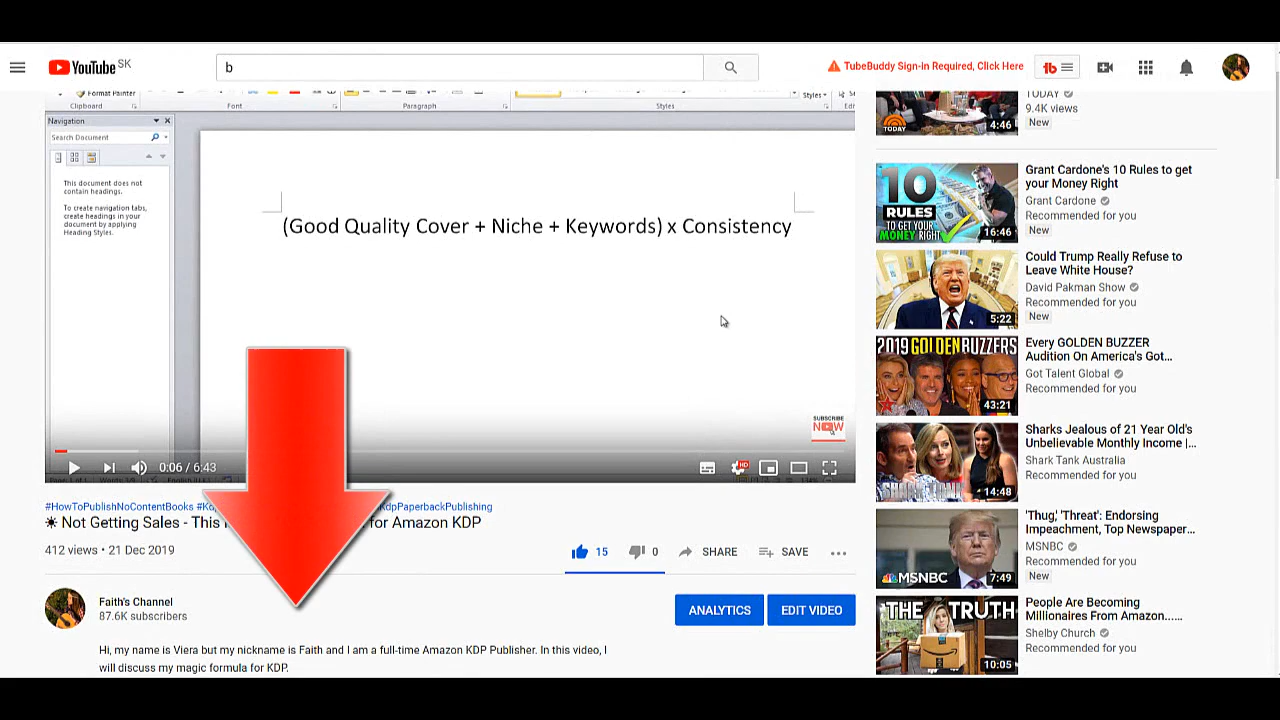 YouTube SK
b
TubeBuddy Sign-in Required, Click Here
tb
Format Painter
Clipboard
Font
Paragraph
Styles
Styles
Navigation
Search Document
This document does not
contain headings.
To create navigation tabs,
create headings in your
document by applying
Heading Styles.
(Good Quality Cover + Niche + Keywords) x Consistency
SUBSCRIBE
NOW
0:06 / 6:43
HD
#HowToPublishNoContentBooks
KdpPaperbackPublishing
☀ Not Getting Sales - This for Amazon KDP
412 views • 21 Dec 2019
15
0
SHARE
SAVE
Faith's Channel
87.6K subscribers
ANALYTICS
EDIT VIDEO
Hi, my name is Viera but my nickname is Faith and I am a full-time Amazon KDP Publisher. In this video, I
will discuss my magic formula for KDP.
TODAY
4:46
TODAY
9.4K views
New
10
RULES
TO GET YOUR
MONEY RIGHT
16:46
Grant Cardone's 10 Rules to get
your Money Right
Grant Cardone
Recommended for you
New
5:22
Could Trump Really Refuse to
Leave White House?
David Pakman Show
Recommended for you
New
2019 GOLDEN BUZZERS
43:21
Every GOLDEN BUZZER
Audition On America's Got...
Got Talent Global
Recommended for you
14:48
Sharks Jealous of 21 Year Old's
Unbelievable Monthly Income |...
Shark Tank Australia
Recommended for you
MSNBC
7:49
'Thug,' 'Threat': Endorsing
Impeachment, Top Newspaper...
MSNBC
Recommended for you
New
THE TRUTH
10:05
People Are Becoming
Millionaires From Amazon......
Shelby Church
Recommended for you